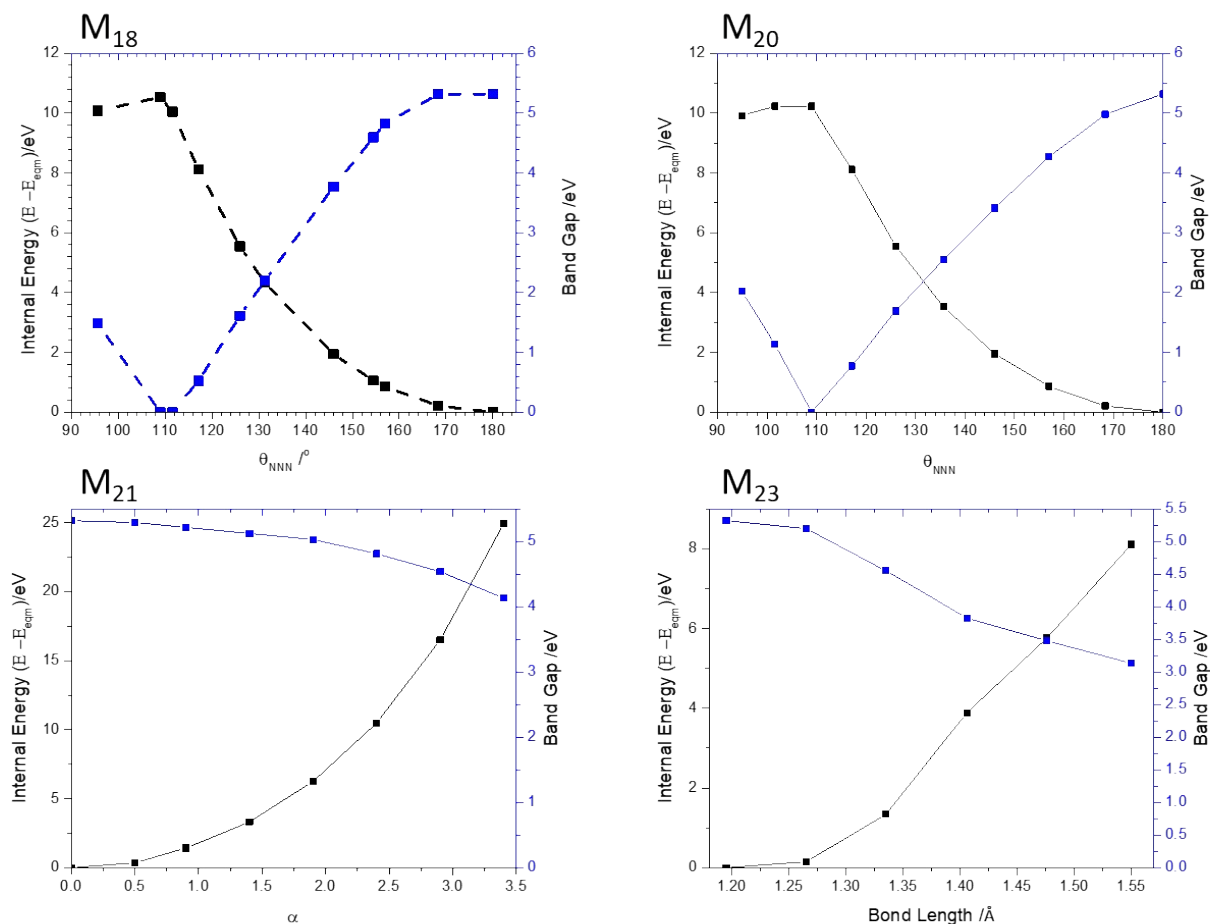 M18
12
10
8
6
4
2
0
Internal Energy (E −Eeqm)/eV
6
5
4
3
2
1
0
Band Gap /eV
90 100 110 120 130 140 150 160 170 180
θNNN /°
M20
12
10
8
6
4
2
0
Internal Energy (E −Eeqm)/eV
6
5
4
3
2
1
0
Band Gap /eV
90 100 110 120 130 140 150 160 170 180
θNNN
M21
25
20
15
10
5
0
Internal Energy (E −Eeqm)/eV
5
4
3
2
1
0
Band Gap /eV
0.0 0.5 1.0 1.5 2.0 2.5 3.0 3.5
α
M23
8
6
4
2
0
Internal Energy (E −Eeqm)/eV
5.5
5.0
4.5
4.0
3.5
3.0
2.5
2.0
1.5
1.0
0.5
0.0
Band Gap /eV
1.20 1.25 1.30 1.35 1.40 1.45 1.50 1.55
Bond Length /Å